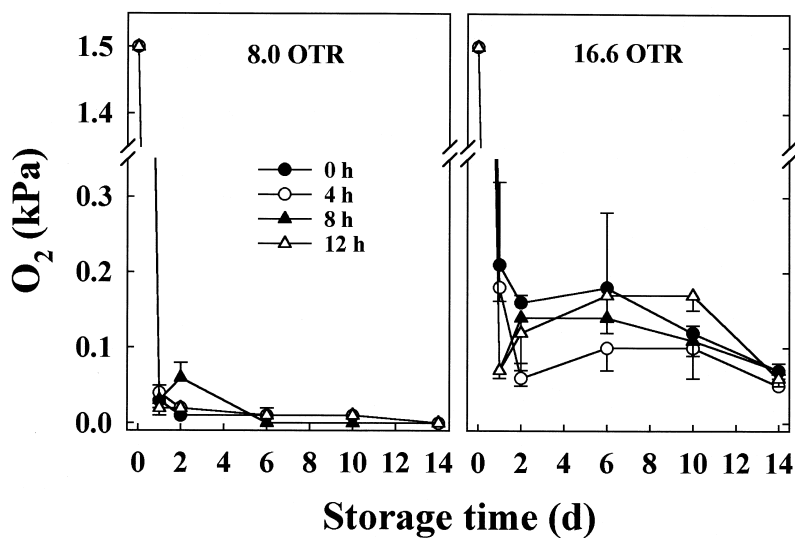 8.0 OTR
16.6 OTR
1.5
1.4
0.3
0.2
0.1
0.0
O2 (kPa)
0 h
4 h
8 h
12 h
0 2 4 6 8 10 12 14
0 2 4 6 8 10 12 14
Storage time (d)